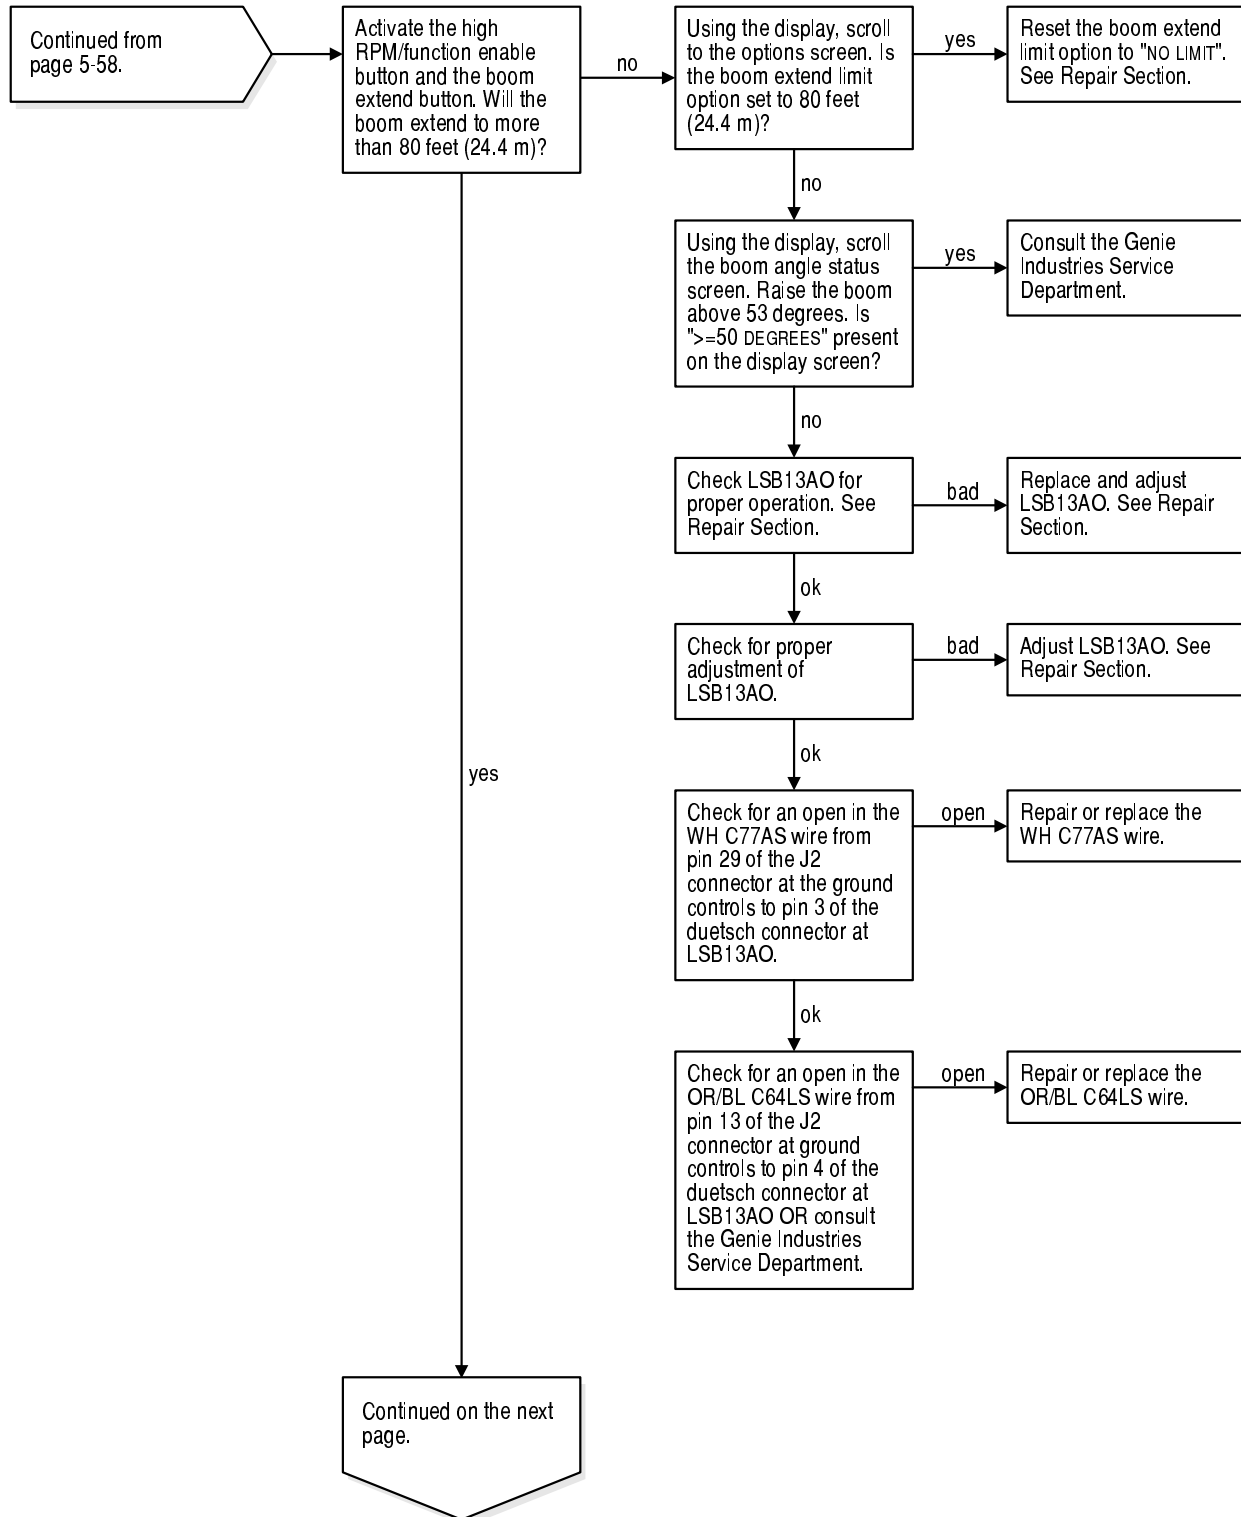 Continued from
page 5-58.
Activate the high
RPM/function enable
button and the boom
extend button. Will the
boom extend to more
than 80 feet (24.4 m)?
no
Using the display, scroll
to the options screen. Is
the boom extend limit
option set to 80 feet
(24.4 m)?
yes
Reset the boom extend
limit option to "NO LIMIT".
See Repair Section.
no
Using the display, scroll
the boom angle status
screen. Raise the boom
above 53 degrees. Is
">=50 DEGREES" present
on the display screen?
yes
Consult the Genie
Industries Service
Department.
no
Check LSB13AO for
proper operation. See
Repair Section.
bad
Replace and adjust
LSB13AO. See Repair
Section.
ok
Check for proper
adjustment of
LSB13AO.
bad
Adjust LSB13AO. See
Repair Section.
ok
yes
Check for an open in the
WH C77AS wire from
pin 29 of the J2
connector at the ground
controls to pin 3 of the
duetsch connector at
LSB13AO.
open
Repair or replace the
WH C77AS wire.
ok
Check for an open in the
OR/BL C64LS wire from
pin 13 of the J2
connector at ground
controls to pin 4 of the
duetsch connector at
LSB13AO OR consult
the Genie Industries
Service Department.
open
Repair or replace the
OR/BL C64LS wire.
Continued on the next
page.